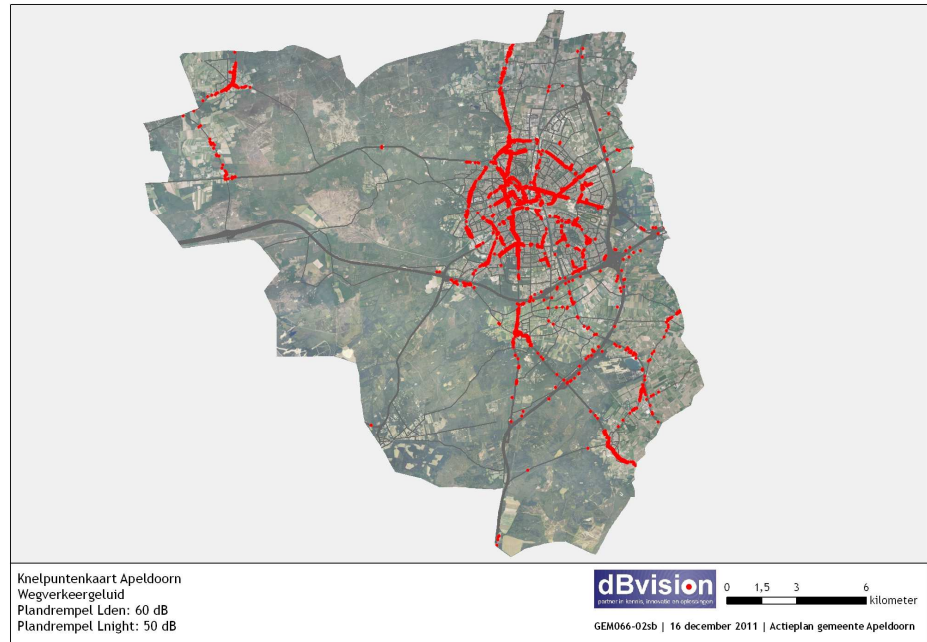 Knelpuntenkaart Apeldoorn
Wegverkeergeluid
Plandrempel Lden: 60 dB
Plandrempel Lnight: 50 dB
dBvision
partner in kennis, innovatie en oplossingen
0 1,5 3 6
kilometer
GEM066-02sb | 16 december 2011 | Actieplan gemeente Apeldoorn